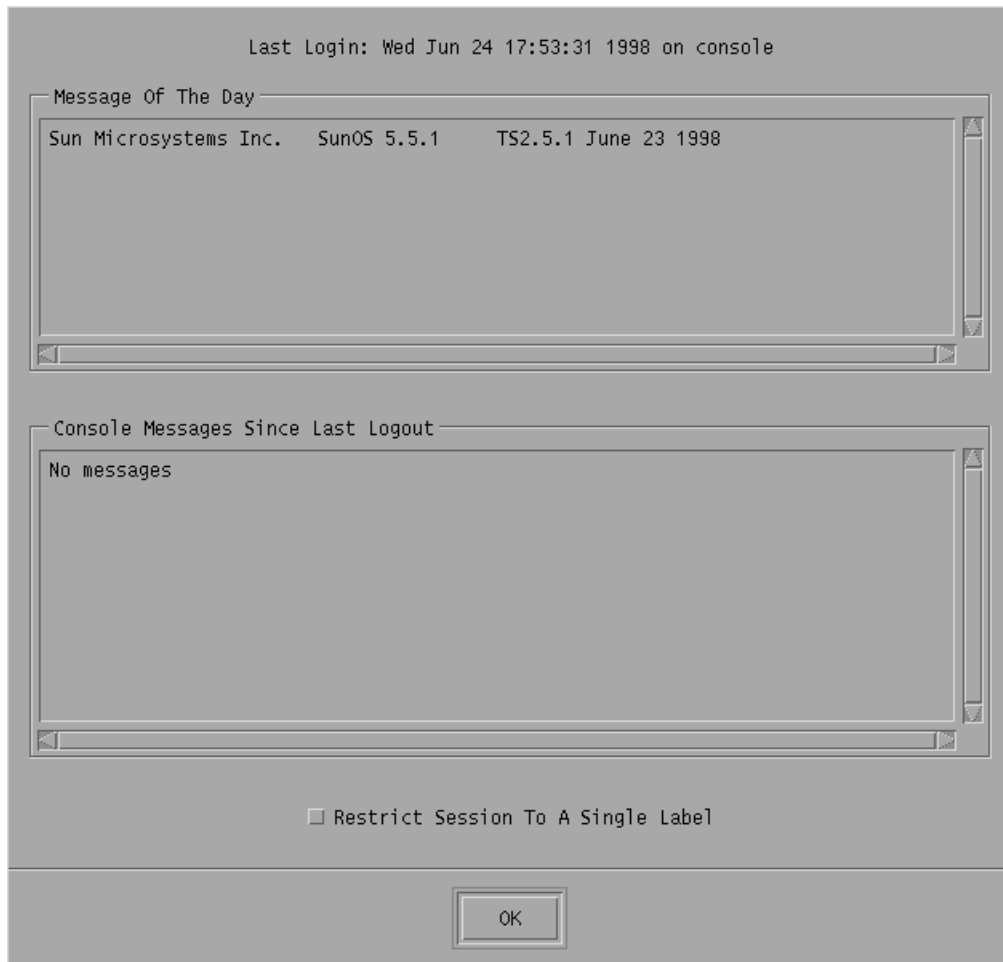 Last Login: Wed Jun 24 17:53:31 1998 on console
Message Of The Day
Sun Microsystems Inc.   SunOS 5.5.1     TS2.5.1 June 23 1998
Console Messages Since Last Logout
No messages
Restrict Session To A Single Label
OK